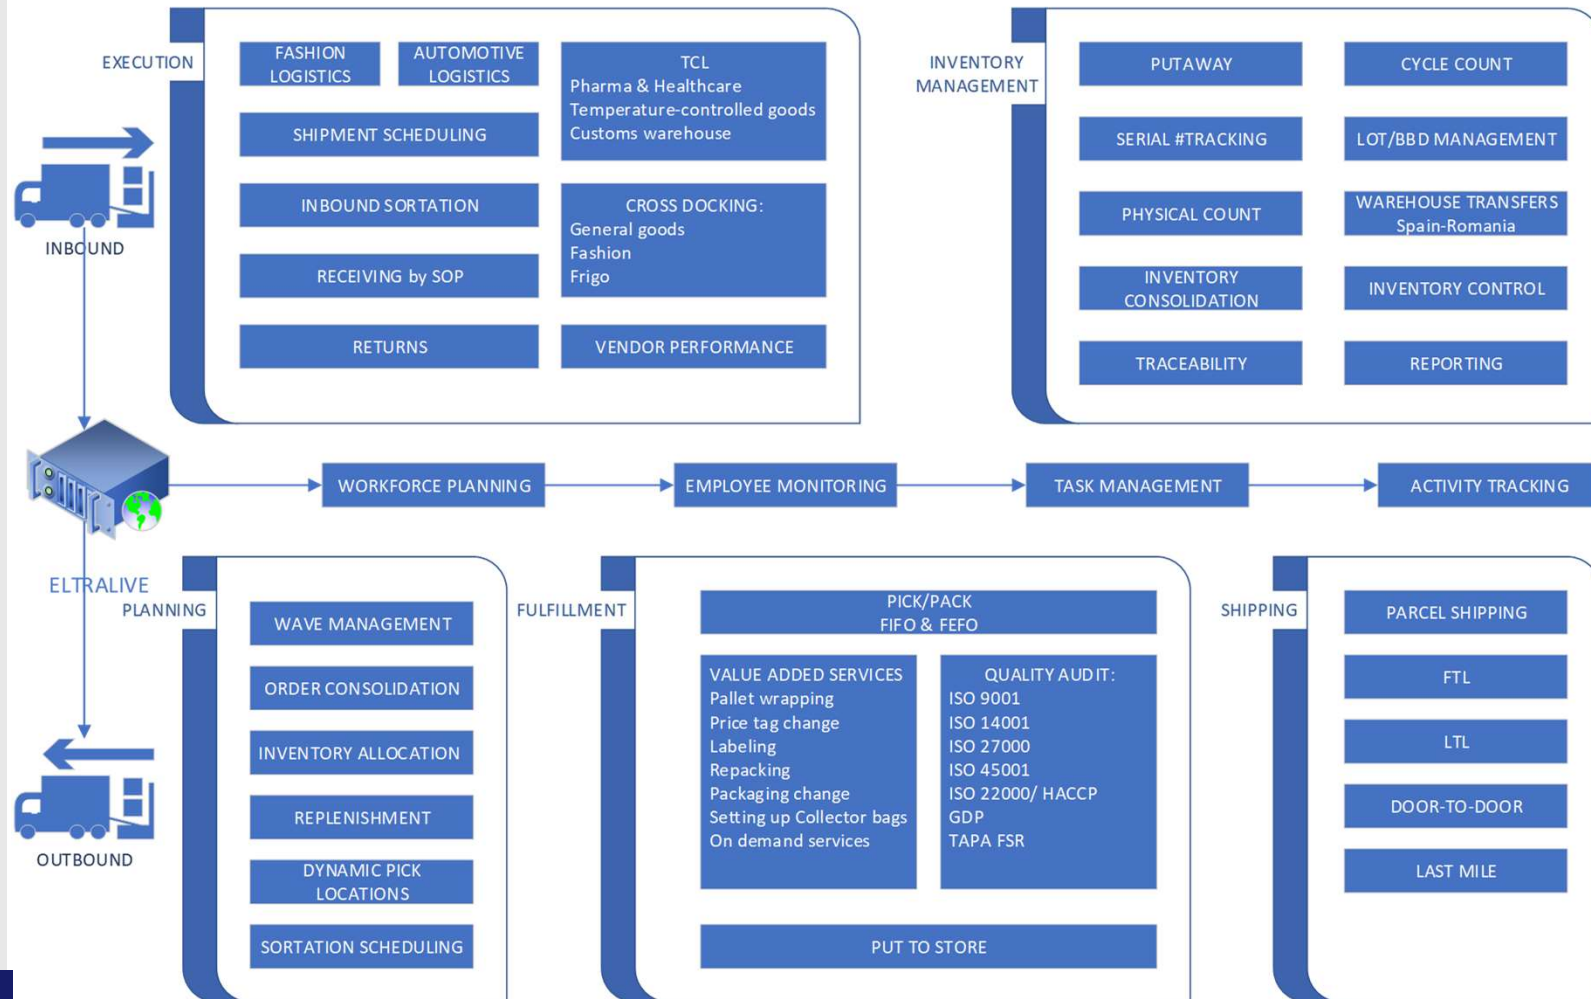 EXECUTION
FASHION
LOGISTICS
AUTOMOTIVE
LOGISTICS
SHIPMENT SCHEDULING
INBOUND SORTATION
RECEIVING by SOP
RETURNS
TCL
Pharma & Healthcare
Temperature-controlled goods
Customs warehouse
CROSS DOCKING:
General goods
Fashion
Frigo
VENDOR PERFORMANCE
INVENTORY
MANAGEMENT
PUTAWAY
CYCLE COUNT
SERIAL #TRACKING
LOT/BBD MANAGEMENT
PHYSICAL COUNT
WAREHOUSE TRANSFERS
Spain-Romania
INVENTORY
CONSOLIDATION
INVENTORY CONTROL
TRACEABILITY
REPORTING
INBOUND
WORKFORCE PLANNING
EMPLOYEE MONITORING
TASK MANAGEMENT
ACTIVITY TRACKING
ELTRALIVE
OUTBOUND
PLANNING
WAVE MANAGEMENT
ORDER CONSOLIDATION
INVENTORY ALLOCATION
REPLENISHMENT
DYNAMIC PICK
LOCATIONS
SORTATION SCHEDULING
FULFILLMENT
PICK/PACK
FIFO & FEFO
VALUE ADDED SERVICES
Pallet wrapping
Price tag change
Labeling
Repacking
Packaging change
Setting up Collector bags
On demand services
QUALITY AUDIT:
ISO 9001
ISO 14001
ISO 27000
ISO 45001
ISO 22000/ HACCP
GDP
TAPA FSR
PUT TO STORE
SHIPPING
PARCEL SHIPPING
FTL
LTL
DOOR-TO-DOOR
LAST MILE